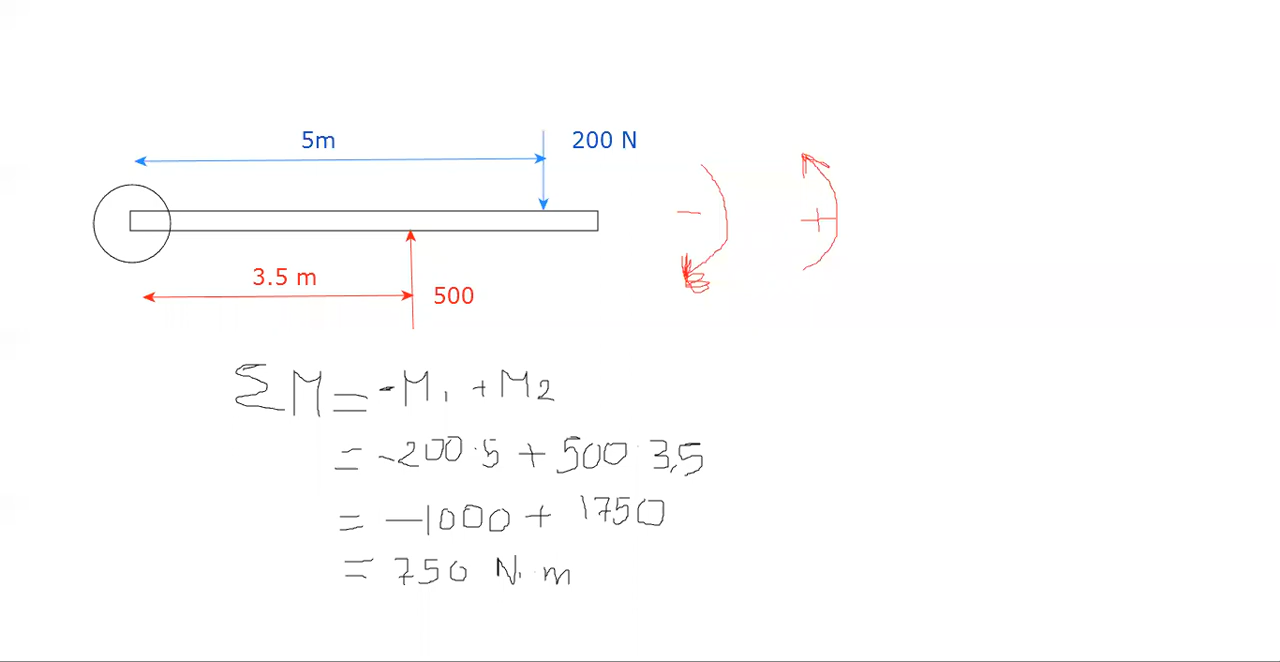 5m
200 N
- +
3.5 m
500
ΣM = -M1 + M2
= -200·5 + 500·3,5
= -1000 + 1750
= 750 N·m